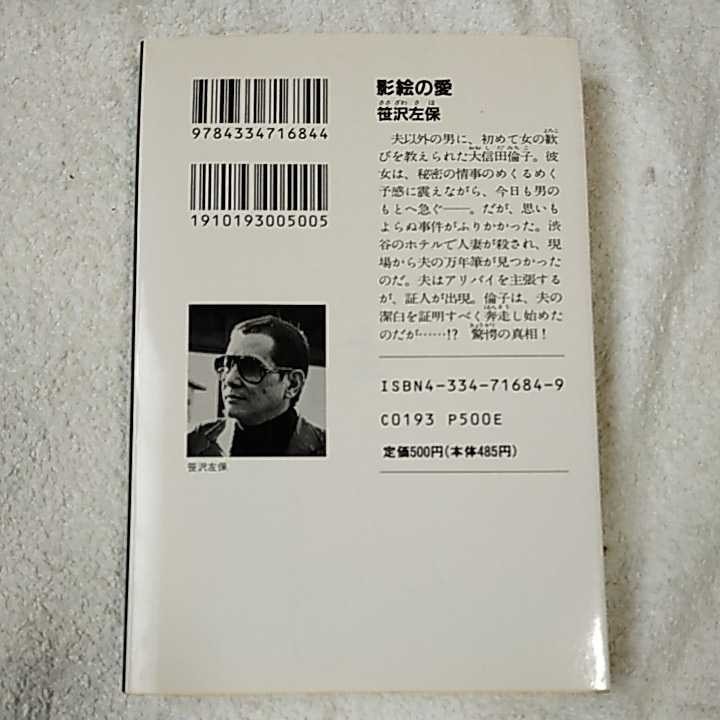 9784334716844
1910193005005
影絵の愛
ささざわさほ
笹沢左保
夫以外の男に、初めて女の歓
びを教えられた大信田倫子。彼
女は、秘密の情事のめくるめく
予感に震えながら、今日も男の
もとへ急ぐ――。だが、思いも
よらぬ事件がふりかかった。渋
谷のホテルで人妻が殺され、現
場から夫の万年筆が見つかった
のだ。夫はアリバイを主張する
が、証人が出現。倫子は、夫の
潔白を証明すべく奔走し始めた
のだが……!? 驚愕の真相！
ISBN4-334-71684-9
C0193 P500E
定価500円(本体485円)
笹沢左保